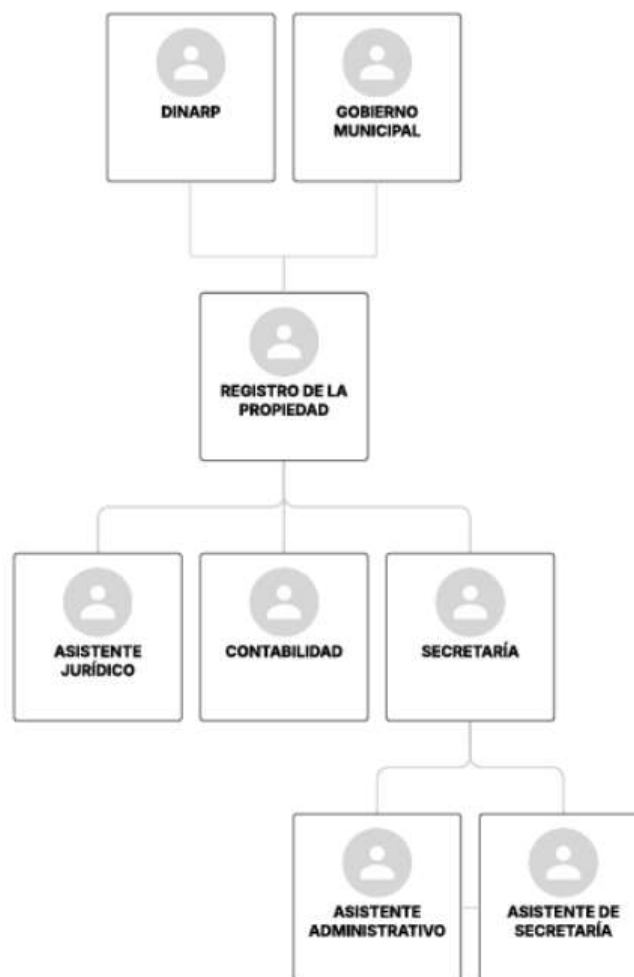 DINARP
GOBIERNO
MUNICIPAL
REGISTRO DE LA
PROPIEDAD
ASISTENTE
JURÍDICO
CONTABILIDAD
SECRETARÍA
ASISTENTE
ADMINISTRATIVO
ASISTENTE DE
SECRETARÍA